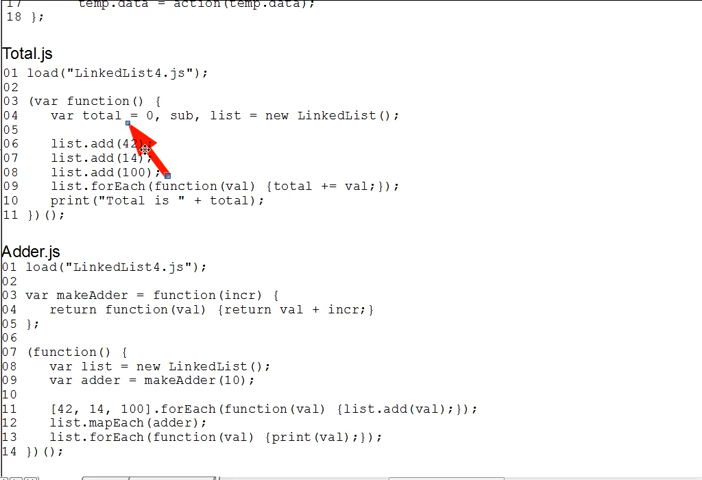 17 temp.data = action(temp.data);
18 };
Total.js
01 load("LinkedList4.js");
02
03 (var function() {
04 var total = 0, sub, list = new LinkedList();
05
06 list.add(42);
07 list.add(14);
08 list.add(100);
09 list.forEach(function(val) {total += val;});
10 print("Total is " + total);
11 })();
Adder.js
01 load("LinkedList4.js");
02
03 var makeAdder = function(incr) {
04 return function(val) {return val + incr;}
05 };
06
07 (function() {
08 var list = new LinkedList();
09 var adder = makeAdder(10);
10
11 [42, 14, 100].forEach(function(val) {list.add(val);});
12 list.mapEach(adder);
13 list.forEach(function(val) {print(val);});
14 })();